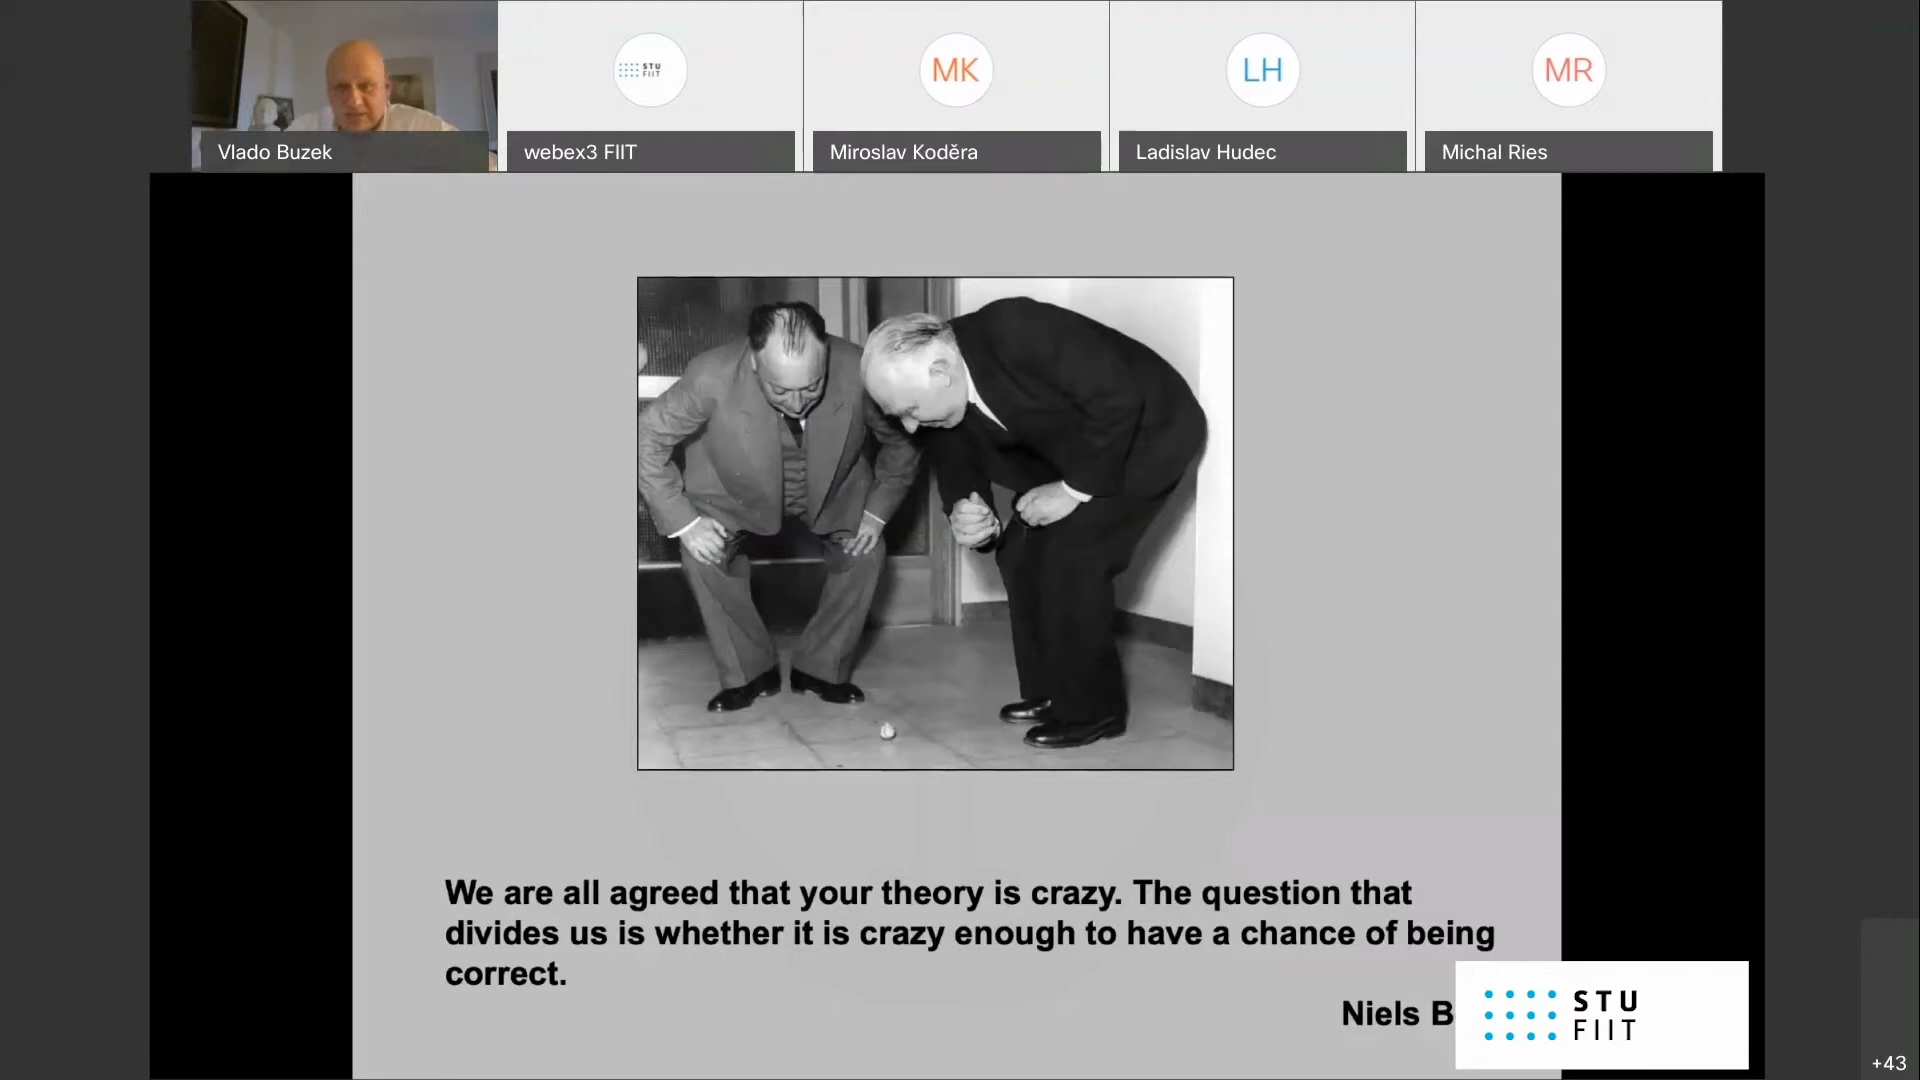 STU
FIIT
MK
LH
MR
Vlado Buzek
webex3 FIIT
Miroslav Koděra
Ladislav Hudec
Michal Ries
We are all agreed that your theory is crazy. The question that
divides us is whether it is crazy enough to have a chance of being
correct.
Niels B
STU
FIIT
+43